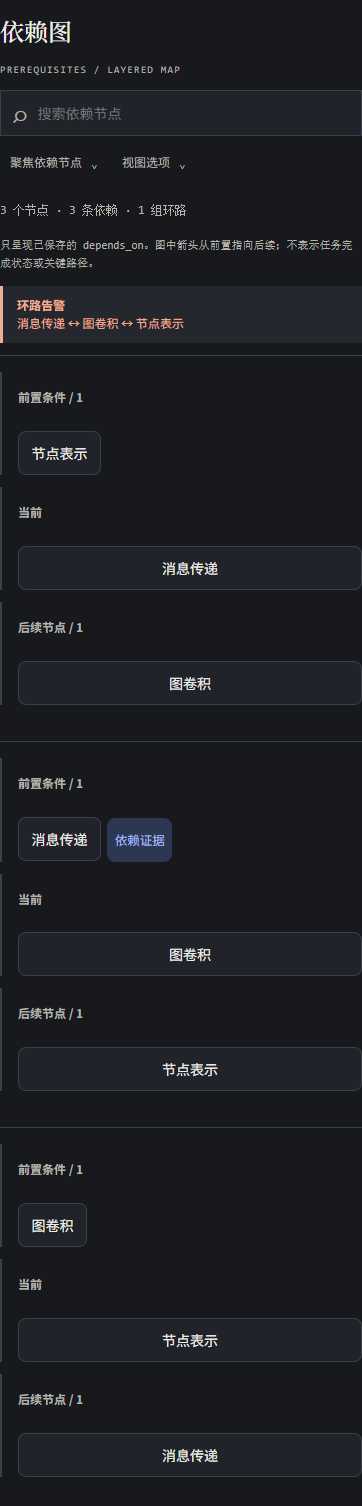 依赖图
PREREQUISITES / LAYERED MAP
搜索依赖节点
聚焦依赖节点 视图选项
3 个节点 · 3 条依赖 · 1 组环路
只呈现已保存的 depends_on。图中箭头从前置指向后续；不表示任务完
成状态或关键路径。
环路告警
消息传递 ↔ 图卷积 ↔ 节点表示
前置条件 / 1
节点表示
当前
消息传递
后续节点 / 1
图卷积
前置条件 / 1
消息传递 依赖证据
当前
图卷积
后续节点 / 1
节点表示
前置条件 / 1
图卷积
当前
节点表示
后续节点 / 1
消息传递